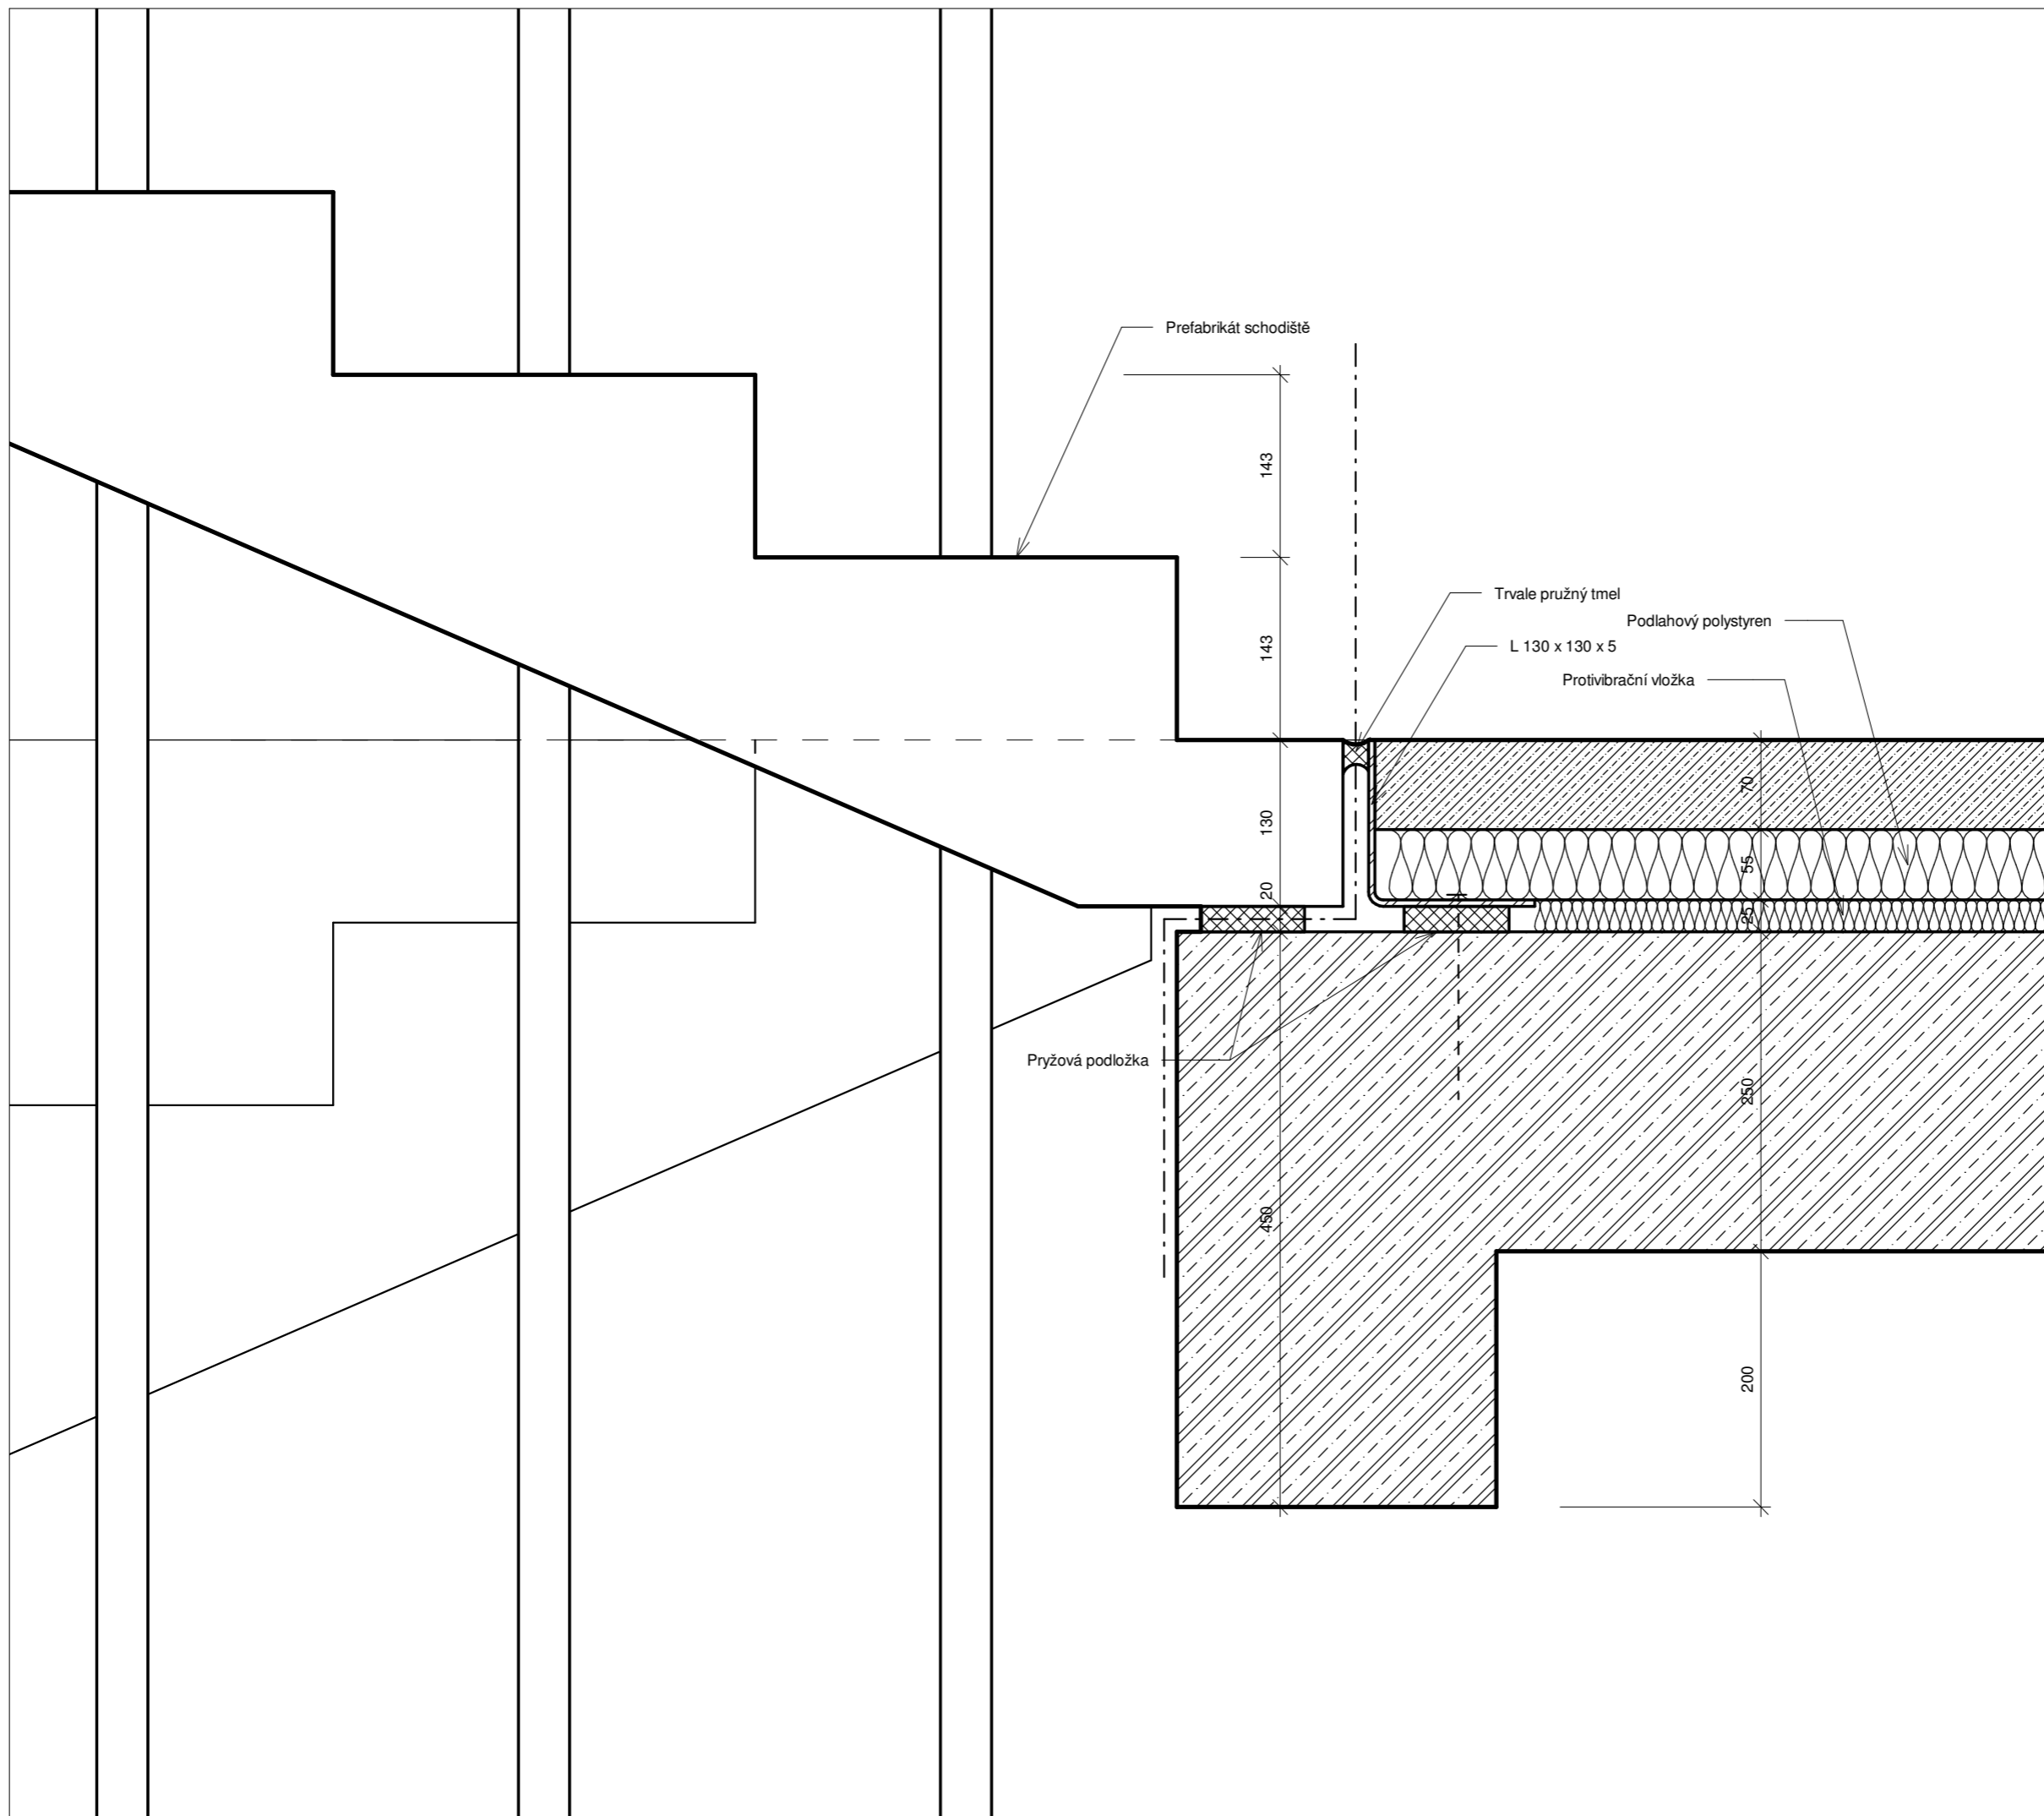 Prefabrikát schodiště
143
Trvale pružný tmel
Podlahový polystyren
L 130 x 130 x 5
143
Protivibrační vložka
70
130
55
20
25
Pryžová podložka
250
450
200